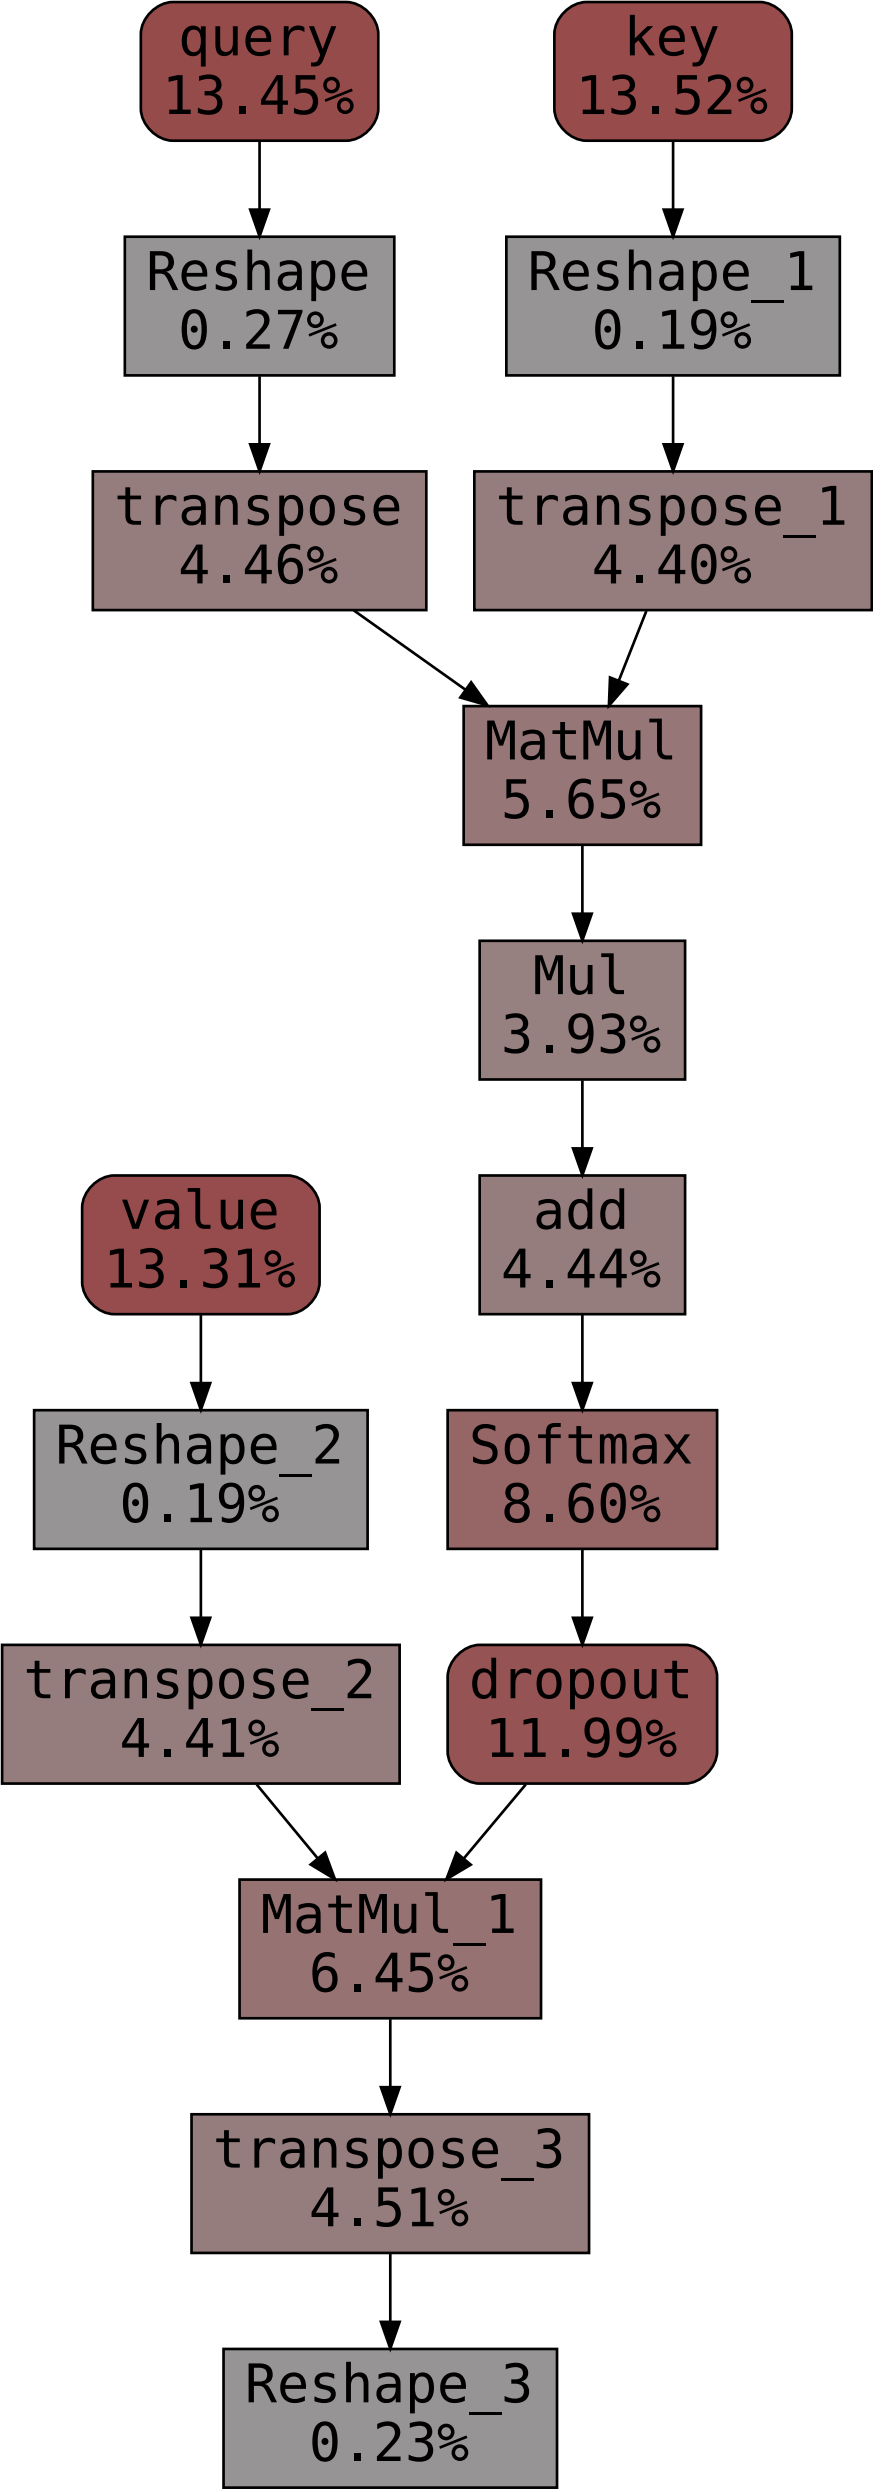 query
13.45%
key
13.52%
Reshape
0.27%
Reshape_1
0.19%
transpose
4.46%
transpose_1
4.40%
MatMul
5.65%
Mul
3.93%
value
13.31%
add
4.44%
Reshape_2
0.19%
Softmax
8.60%
transpose_2
4.41%
dropout
11.99%
MatMul_1
6.45%
transpose_3
4.51%
Reshape_3
0.23%